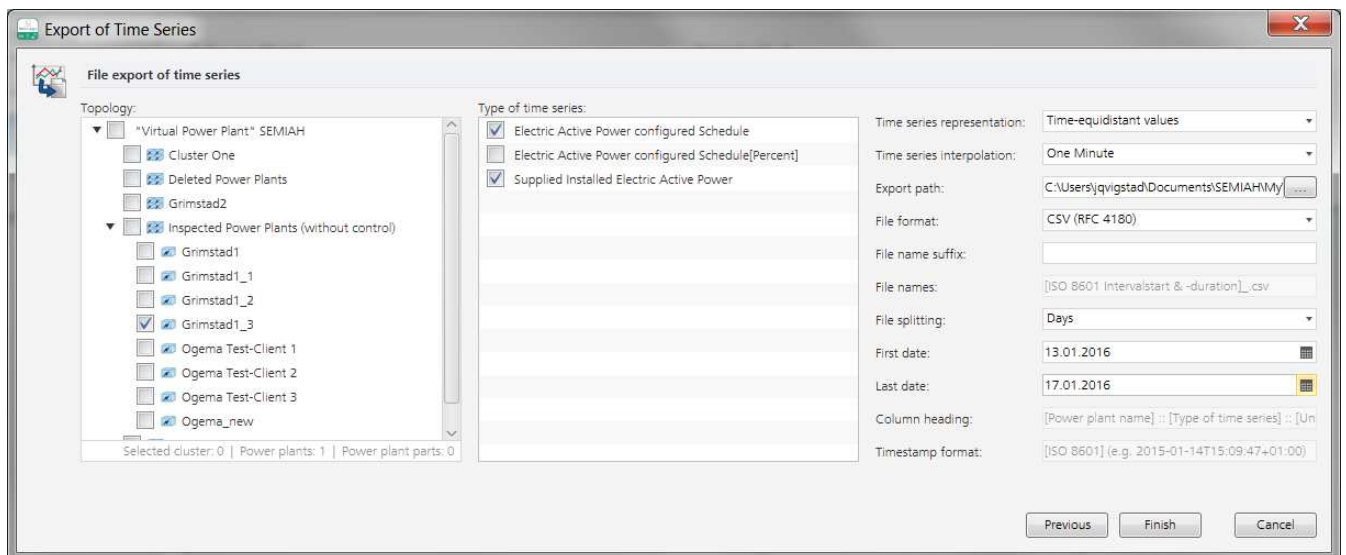 Export of Time Series
File export of time series
Topology:
"Virtual Power Plant" SEMIAH
Cluster One
Deleted Power Plants
Grimstad2
Inspected Power Plants (without control)
Grimstad1
Grimstad1_1
Grimstad1_2
Grimstad1_3
Ogema Test-Client 1
Ogema Test-Client 2
Ogema Test-Client 3
Ogema_new
Selected cluster: 0 | Power plants: 1 | Power plant parts: 0
Type of time series:
Electric Active Power configured Schedule
Electric Active Power configured Schedule[Percent]
Supplied Installed Electric Active Power
Time series representation: Time-equidistant values
Time series interpolation: One Minute
Export path: C:\Users\jqvigstad\Documents\SEMIAH\My ...
File format: CSV (RFC 4180)
File name suffix:
File names: [ISO 8601 Intervalstart & -duration]_.csv
File splitting: Days
First date: 13.01.2016
Last date: 17.01.2016
Column heading: [Power plant name] :: [Type of time series] :: [Un
Timestamp format: [ISO 8601] (e.g. 2015-01-14T15:09:47+01:00)
Previous Finish Cancel